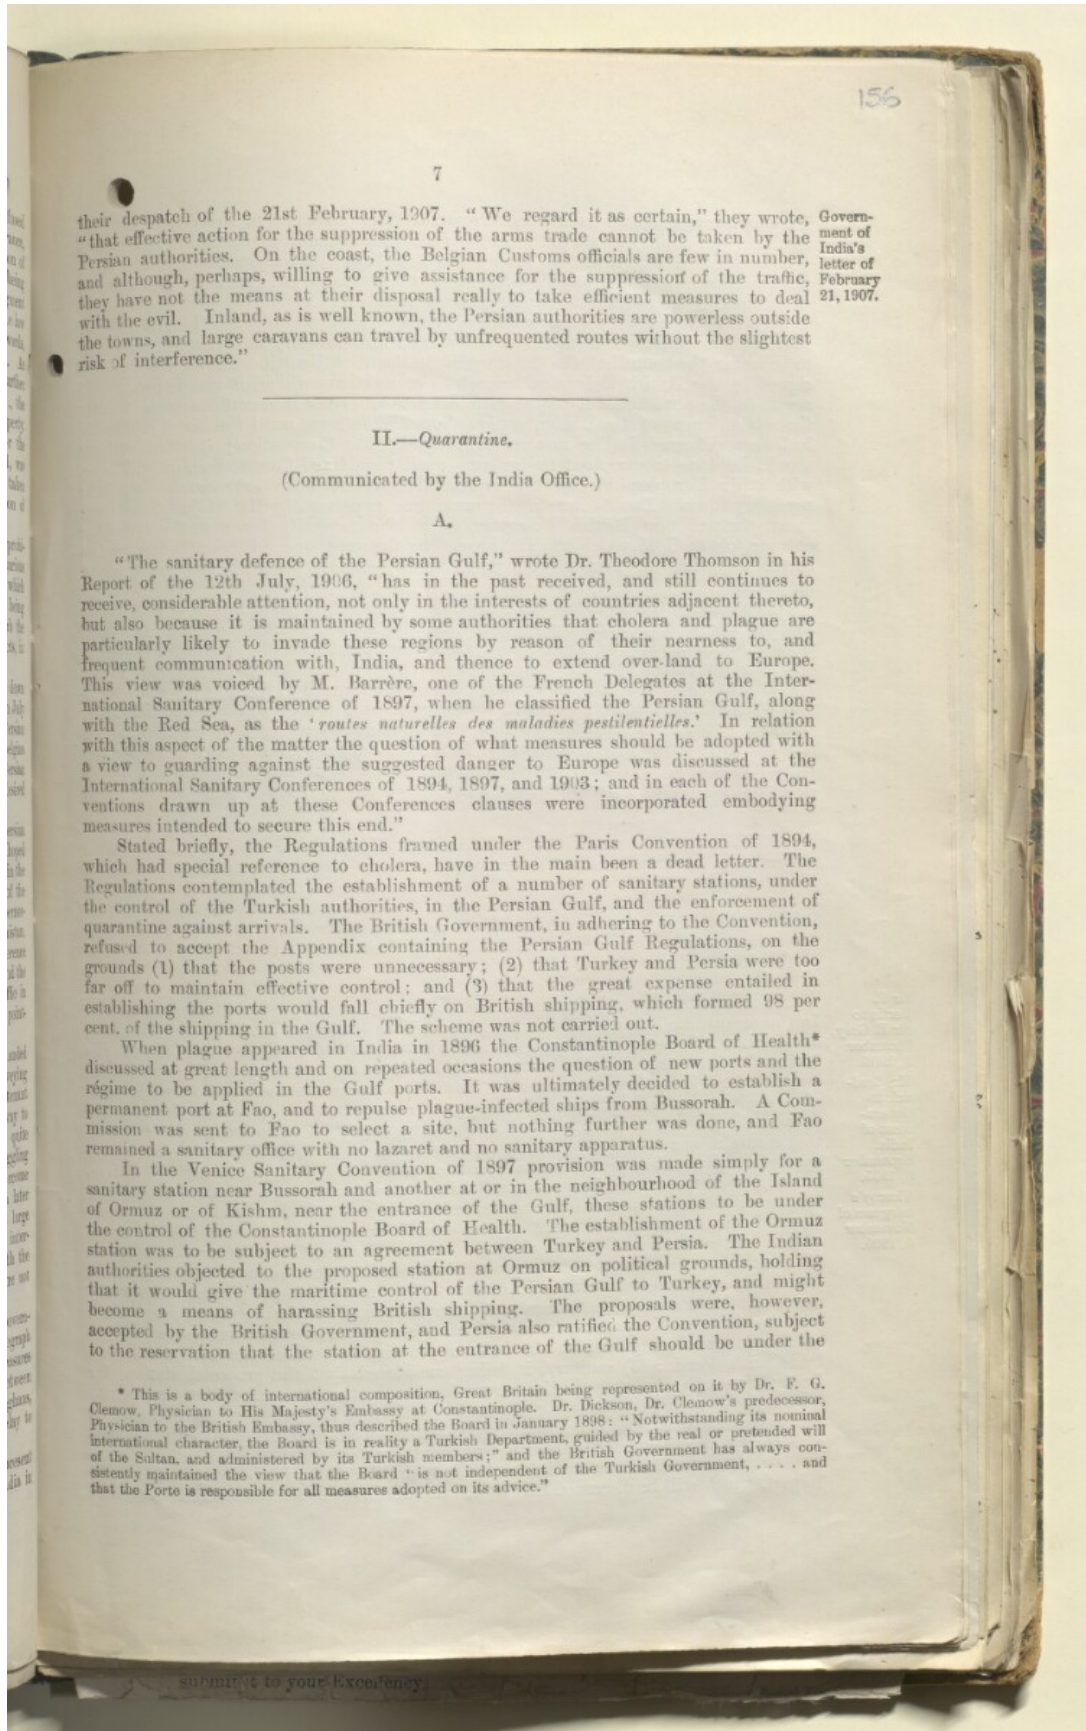 156
7
their despatch of the 21st February, 1907. “We regard it as certain,” they wrote,
“that effective action for the suppression of the arms trade cannot be taken by the
Persian authorities. On the coast, the Belgian Customs officials are few in number,
and although, perhaps, willing to give assistance for the suppression of the traffic,
they have not the means at their disposal really to take efficient measures to deal
with the evil. Inland, as is well known, the Persian authorities are powerless outside
the towns, and large caravans can travel by unfrequented routes without the slightest
risk of interference.”
Govern-
ment of
India's
letter of
February
21, 1907.
II.—Quarantine.
(Communicated by the India Office.)
A.
“The sanitary defence of the Persian Gulf,” wrote Dr. Theodore Thomson in his
Report of the 12th July, 1906, “has in the past received, and still continues to
receive, considerable attention, not only in the interests of countries adjacent thereto,
but also because it is maintained by some authorities that cholera and plague are
particularly likely to invade these regions by reason of their nearness to, and
frequent communication with, India, and thence to extend over-land to Europe.
This view was voiced by M. Barrère, one of the French Delegates at the Inter-
national Sanitary Conference of 1897, when he classified the Persian Gulf, along
with the Red Sea, as the ‘routes naturelles des maladies pestilentielles.’ In relation
with this aspect of the matter the question of what measures should be adopted with
a view to guarding against the suggested danger to Europe was discussed at the
International Sanitary Conferences of 1894, 1897, and 1903; and in each of the Con-
ventions drawn up at these Conferences clauses were incorporated embodying
measures intended to secure this end.”
Stated briefly, the Regulations framed under the Paris Convention of 1894,
which had special reference to cholera, have in the main been a dead letter. The
Regulations contemplated the establishment of a number of sanitary stations, under
the control of the Turkish authorities, in the Persian Gulf, and the enforcement of
quarantine against arrivals. The British Government, in adhering to the Convention,
refused to accept the Appendix containing the Persian Gulf Regulations, on the
grounds (1) that the posts were unnecessary; (2) that Turkey and Persia were too
far off to maintain effective control; and (3) that the great expense entailed in
establishing the ports would fall chiefly on British shipping, which formed 98 per
cent. of the shipping in the Gulf. The scheme was not carried out.
When plague appeared in India in 1896 the Constantinople Board of Health*
discussed at great length and on repeated occasions the question of new ports and the
régime to be applied in the Gulf ports. It was ultimately decided to establish a
permanent port at Fao, and to repulse plague-infected ships from Bussorah. A Com-
mission was sent to Fao to select a site, but nothing further was done, and Fao
remained a sanitary office with no lazaret and no sanitary apparatus.
In the Venice Sanitary Convention of 1897 provision was made simply for a
sanitary station near Bussorah and another at or in the neighbourhood of the Island
of Ormuz or of Kishm, near the entrance of the Gulf, these stations to be under
the control of the Constantinople Board of Health. The establishment of the Ormuz
station was to be subject to an agreement between Turkey and Persia. The Indian
authorities objected to the proposed station at Ormuz on political grounds, holding
that it would give the maritime control of the Persian Gulf to Turkey, and might
become a means of harassing British shipping. The proposals were, however,
accepted by the British Government, and Persia also ratified the Convention, subject
to the reservation that the station at the entrance of the Gulf should be under the
* This is a body of international composition, Great Britain being represented on it by Dr. F. G.
Clemow, Physician to His Majesty's Embassy at Constantinople. Dr. Dickson, Dr. Clemow's predecessor,
Physician to the British Embassy, thus described the Board in January 1898: “Notwithstanding its nominal
international character, the Board is in reality a Turkish Department, guided by the real or pretended will
of the Sultan, and administered by its Turkish members;” and the British Government has always con-
sistently maintained the view that the Board “is not independent of the Turkish Government, . . . . and
that the Porte is responsible for all measures adopted on its advice.”
submit to your Excellency